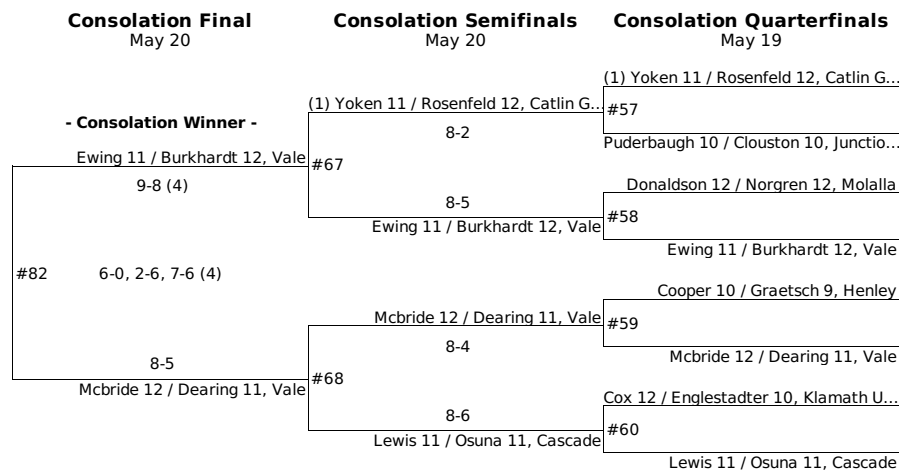 Consolation Final
May 20
Consolation Semifinals
May 20
Consolation Quarterfinals
May 19
- Consolation Winner -
Ewing 11 / Burkhardt 12, Vale
9-8 (4)
#82
6-0, 2-6, 7-6 (4)
8-5
Mcbride 12 / Dearing 11, Vale
(1) Yoken 11 / Rosenfeld 12, Catlin G...
8-2
#67
8-5
Ewing 11 / Burkhardt 12, Vale
Mcbride 12 / Dearing 11, Vale
8-4
#68
8-6
Lewis 11 / Osuna 11, Cascade
(1) Yoken 11 / Rosenfeld 12, Catlin G...
#57
Puderbaugh 10 / Clouston 10, Junctio...
Donaldson 12 / Norgren 12, Molalla
#58
Ewing 11 / Burkhardt 12, Vale
Cooper 10 / Graetsch 9, Henley
#59
Mcbride 12 / Dearing 11, Vale
Cox 12 / Englestadter 10, Klamath U...
#60
Lewis 11 / Osuna 11, Cascade